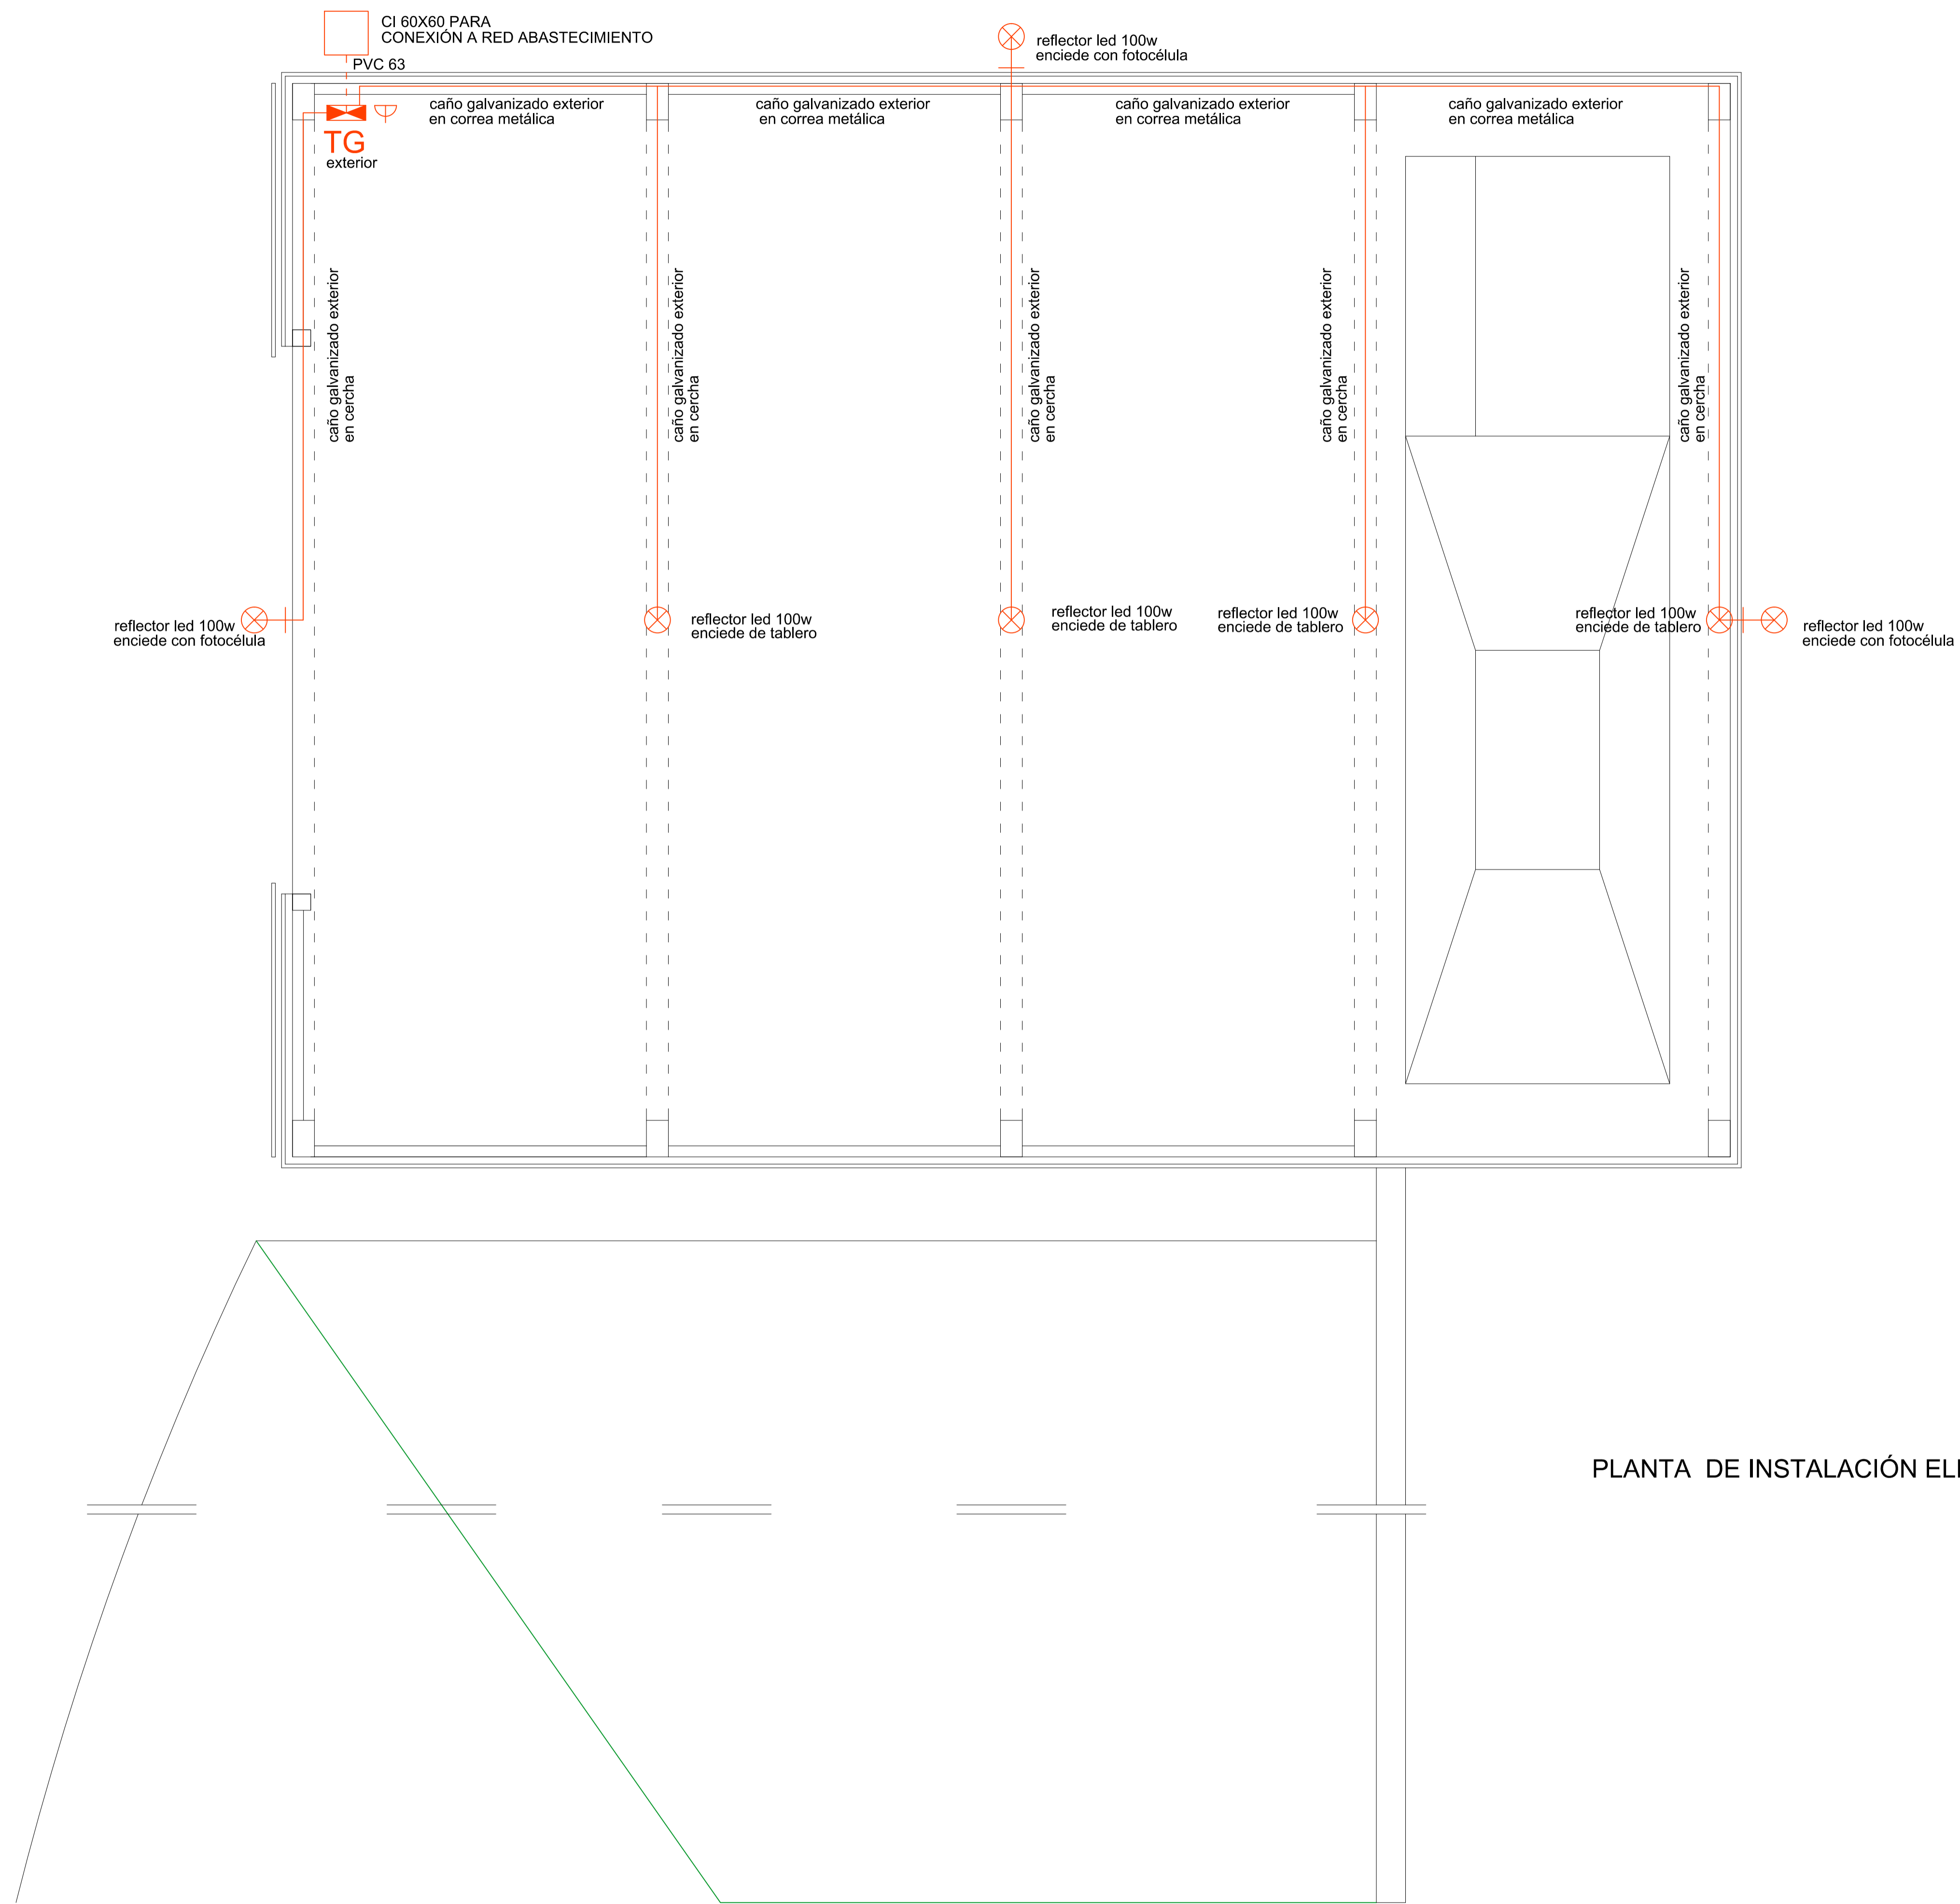 CI 60X60 PARA
CONEXIÓN A RED ABASTECIMIENTO
PVC 63
reflector led 100w
enciede con fotocélula
caño galvanizado exterior
en correa metálica
caño galvanizado exterior
en correa metálica
caño galvanizado exterior
en correa metálica
caño galvanizado exterior
en correa metálica
TG
exterior
caño galvanizado exterior
en cercha
caño galvanizado exterior
en cercha
caño galvanizado exterior
en cercha
caño galvanizado exterior
en cercha
caño galvanizado exterior
en cercha
reflector led 100w
enciede con fotocélula
reflector led 100w
enciede de tablero
reflector led 100w
enciede de tablero
reflector led 100w
enciede de tablero
reflector led 100w
enciede de tablero
reflector led 100w
enciede con fotocélula
PLANTA DE INSTALACIÓN